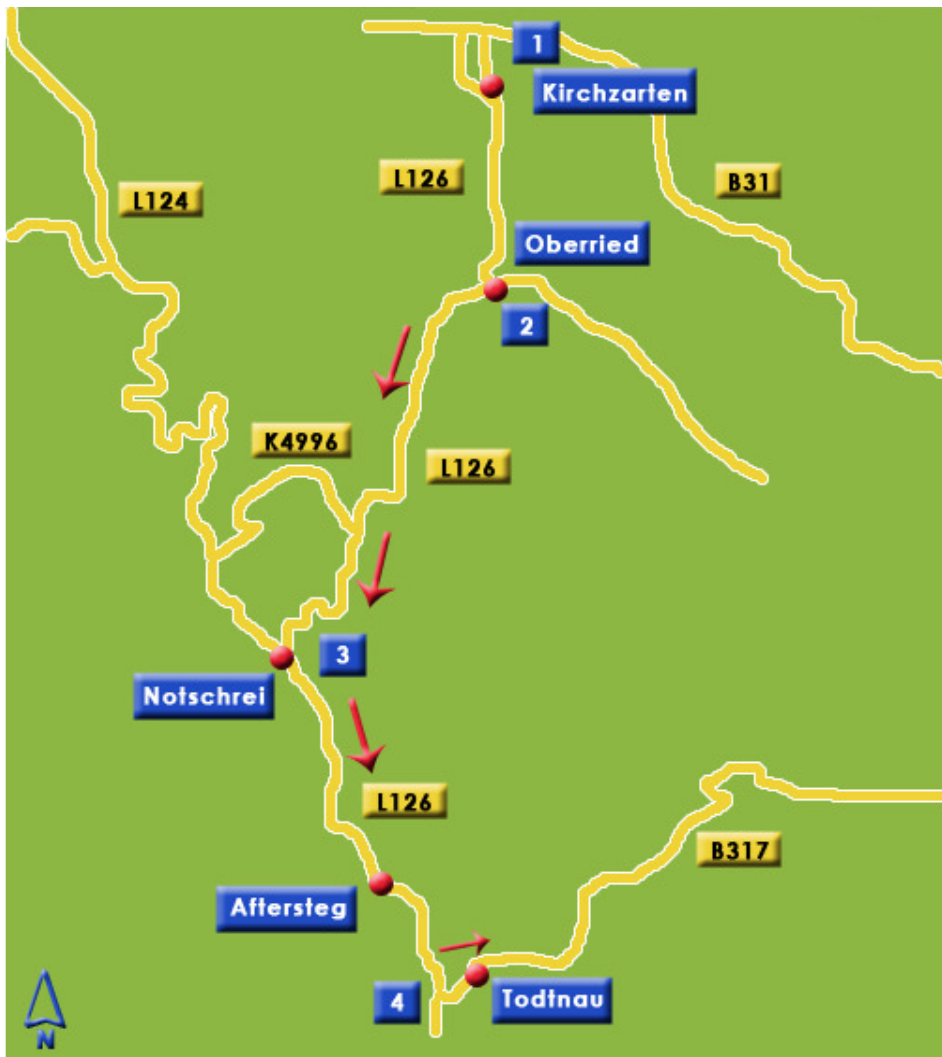 1
Kirchzarten
L126
B31
L124
Oberried
2
K4996
L126
3
Notschrei
L126
B317
Aftersteg
4
Todtnau
N